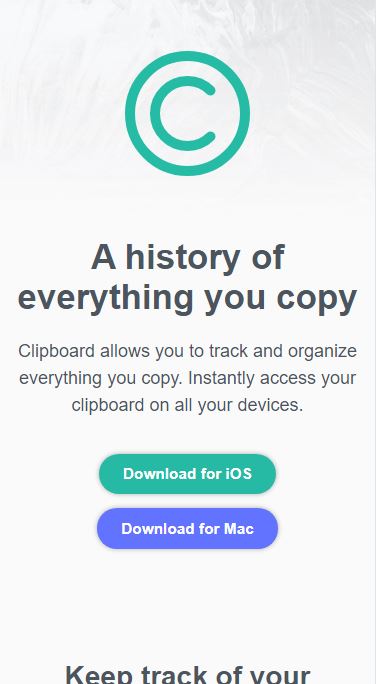 A history of
everything you copy
Clipboard allows you to track and organize
everything you copy. Instantly access your
clipboard on all your devices.
Download for iOS
Download for Mac
Keep track of your